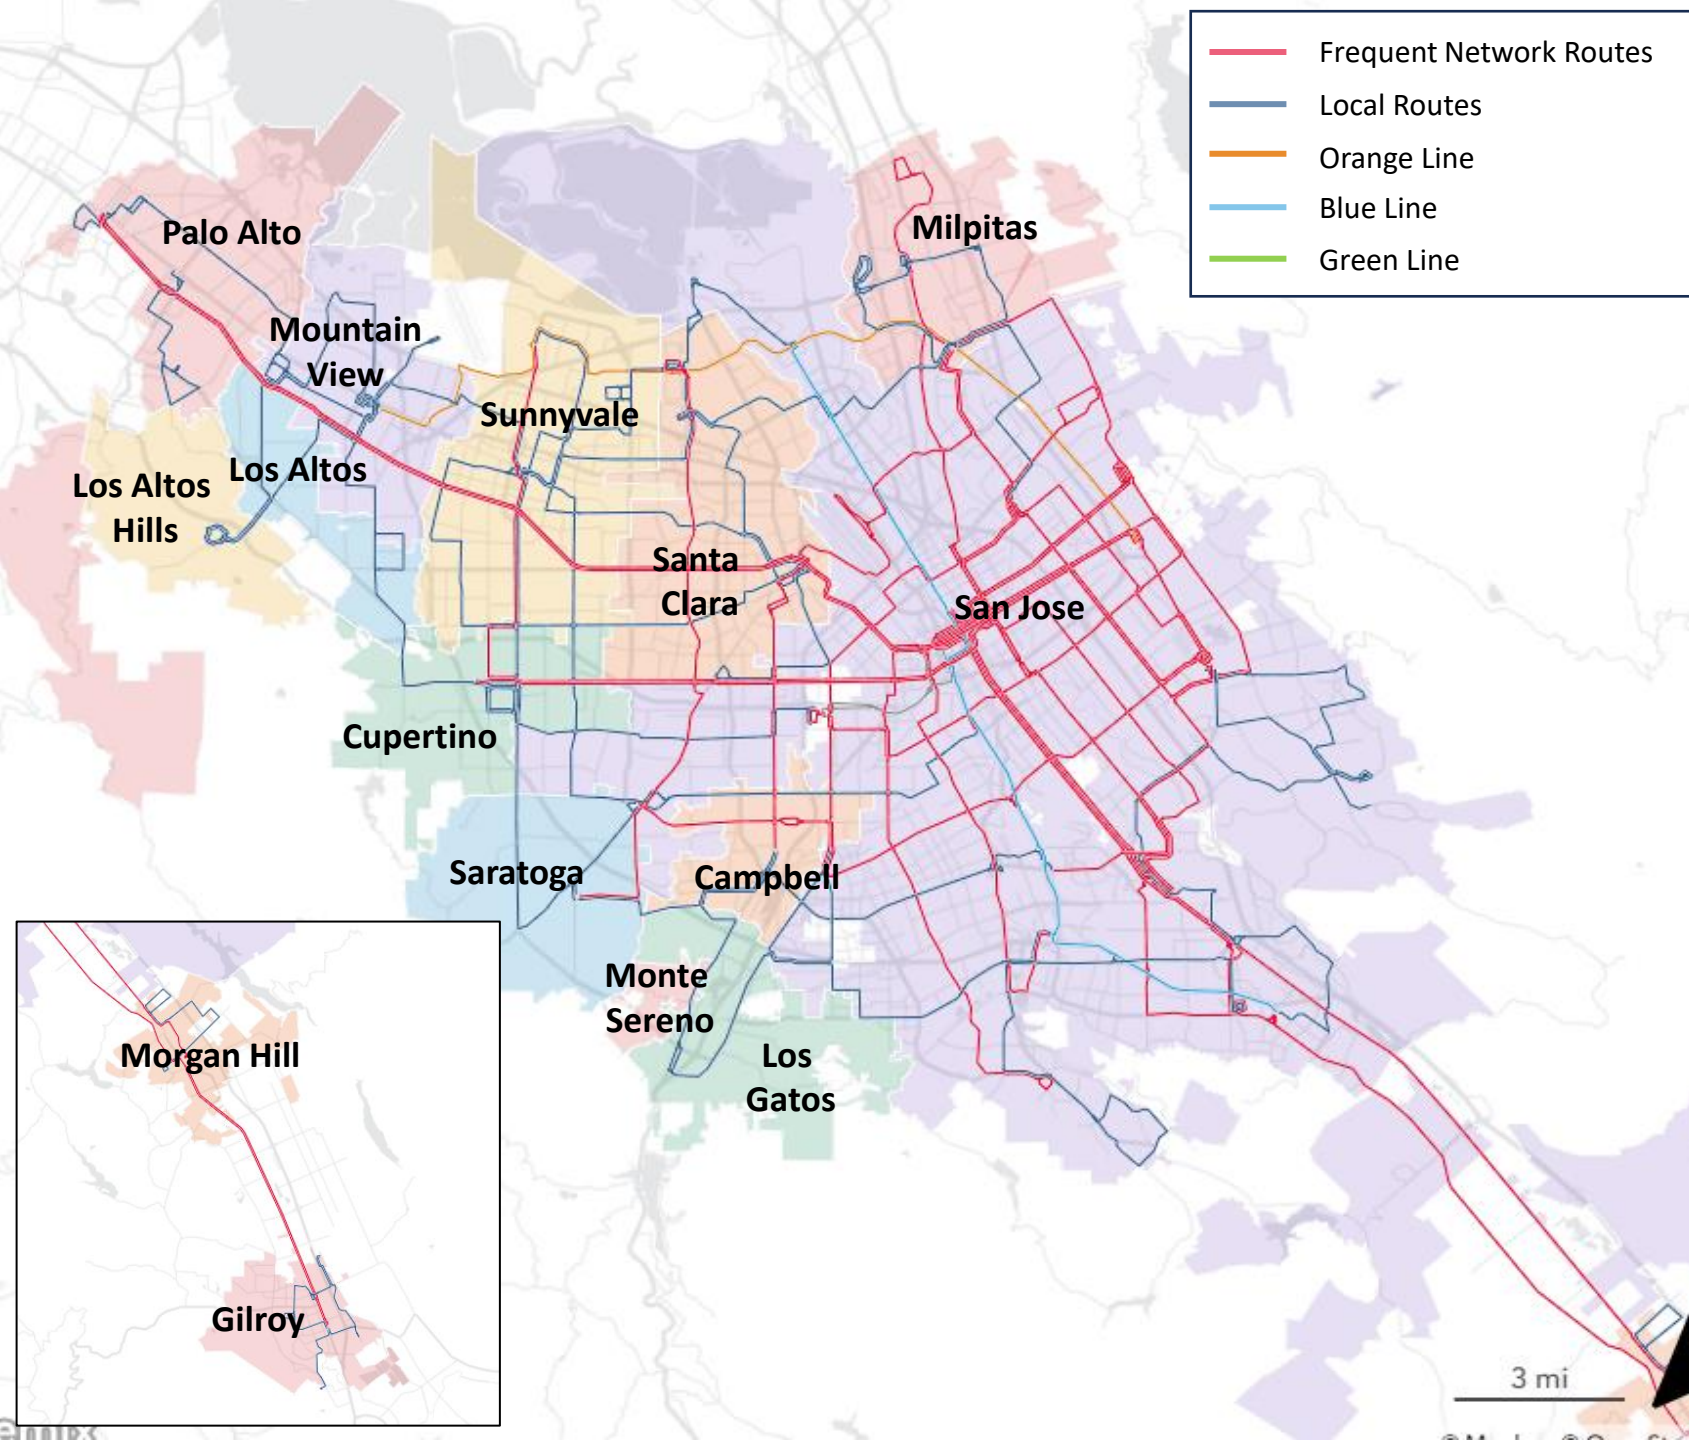 Frequent Network Routes
Local Routes
Orange Line
Blue Line
Green Line
Palo Alto
Milpitas
Mountain
View
Sunnyvale
Los Altos
Los Altos
Hills
Santa
Clara
San Jose
Cupertino
Saratoga
Campbell
Monte
Sereno
Los
Gatos
Morgan Hill
Gilroy
3 mi